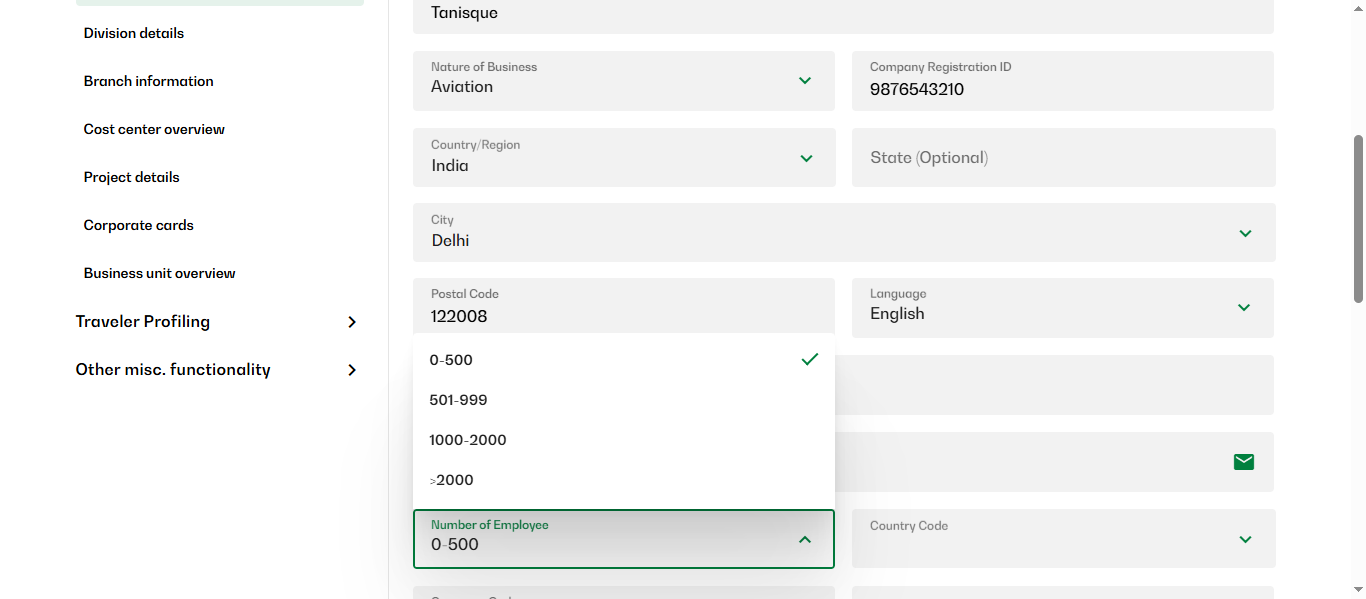 Division details
Branch information
Cost center overview
Project details
Corporate cards
Business unit overview
Traveler Profiling
Other misc. functionality
Tanisque
Nature of Business
Aviation
Company Registration ID
9876543210
Country/Region
India
State (Optional)
City
Delhi
Postal Code
122008
Language
English
0-500
501-999
1000-2000
>2000
Number of Employee
0-500
Country Code